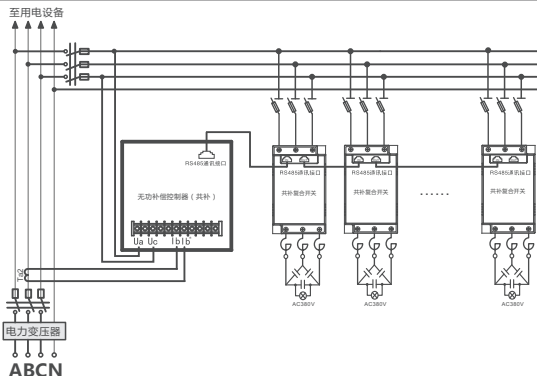 至用电设备
RS485通讯接口
无功补偿控制器（共补）
Ua Uc IbIb
Ta2
电力变压器
ABCN
RS485通讯接口
共补复合开关
AC380V
RS485通讯接口
共补复合开关
AC380V
......
RS485通讯接口
共补复合开关
AC380V